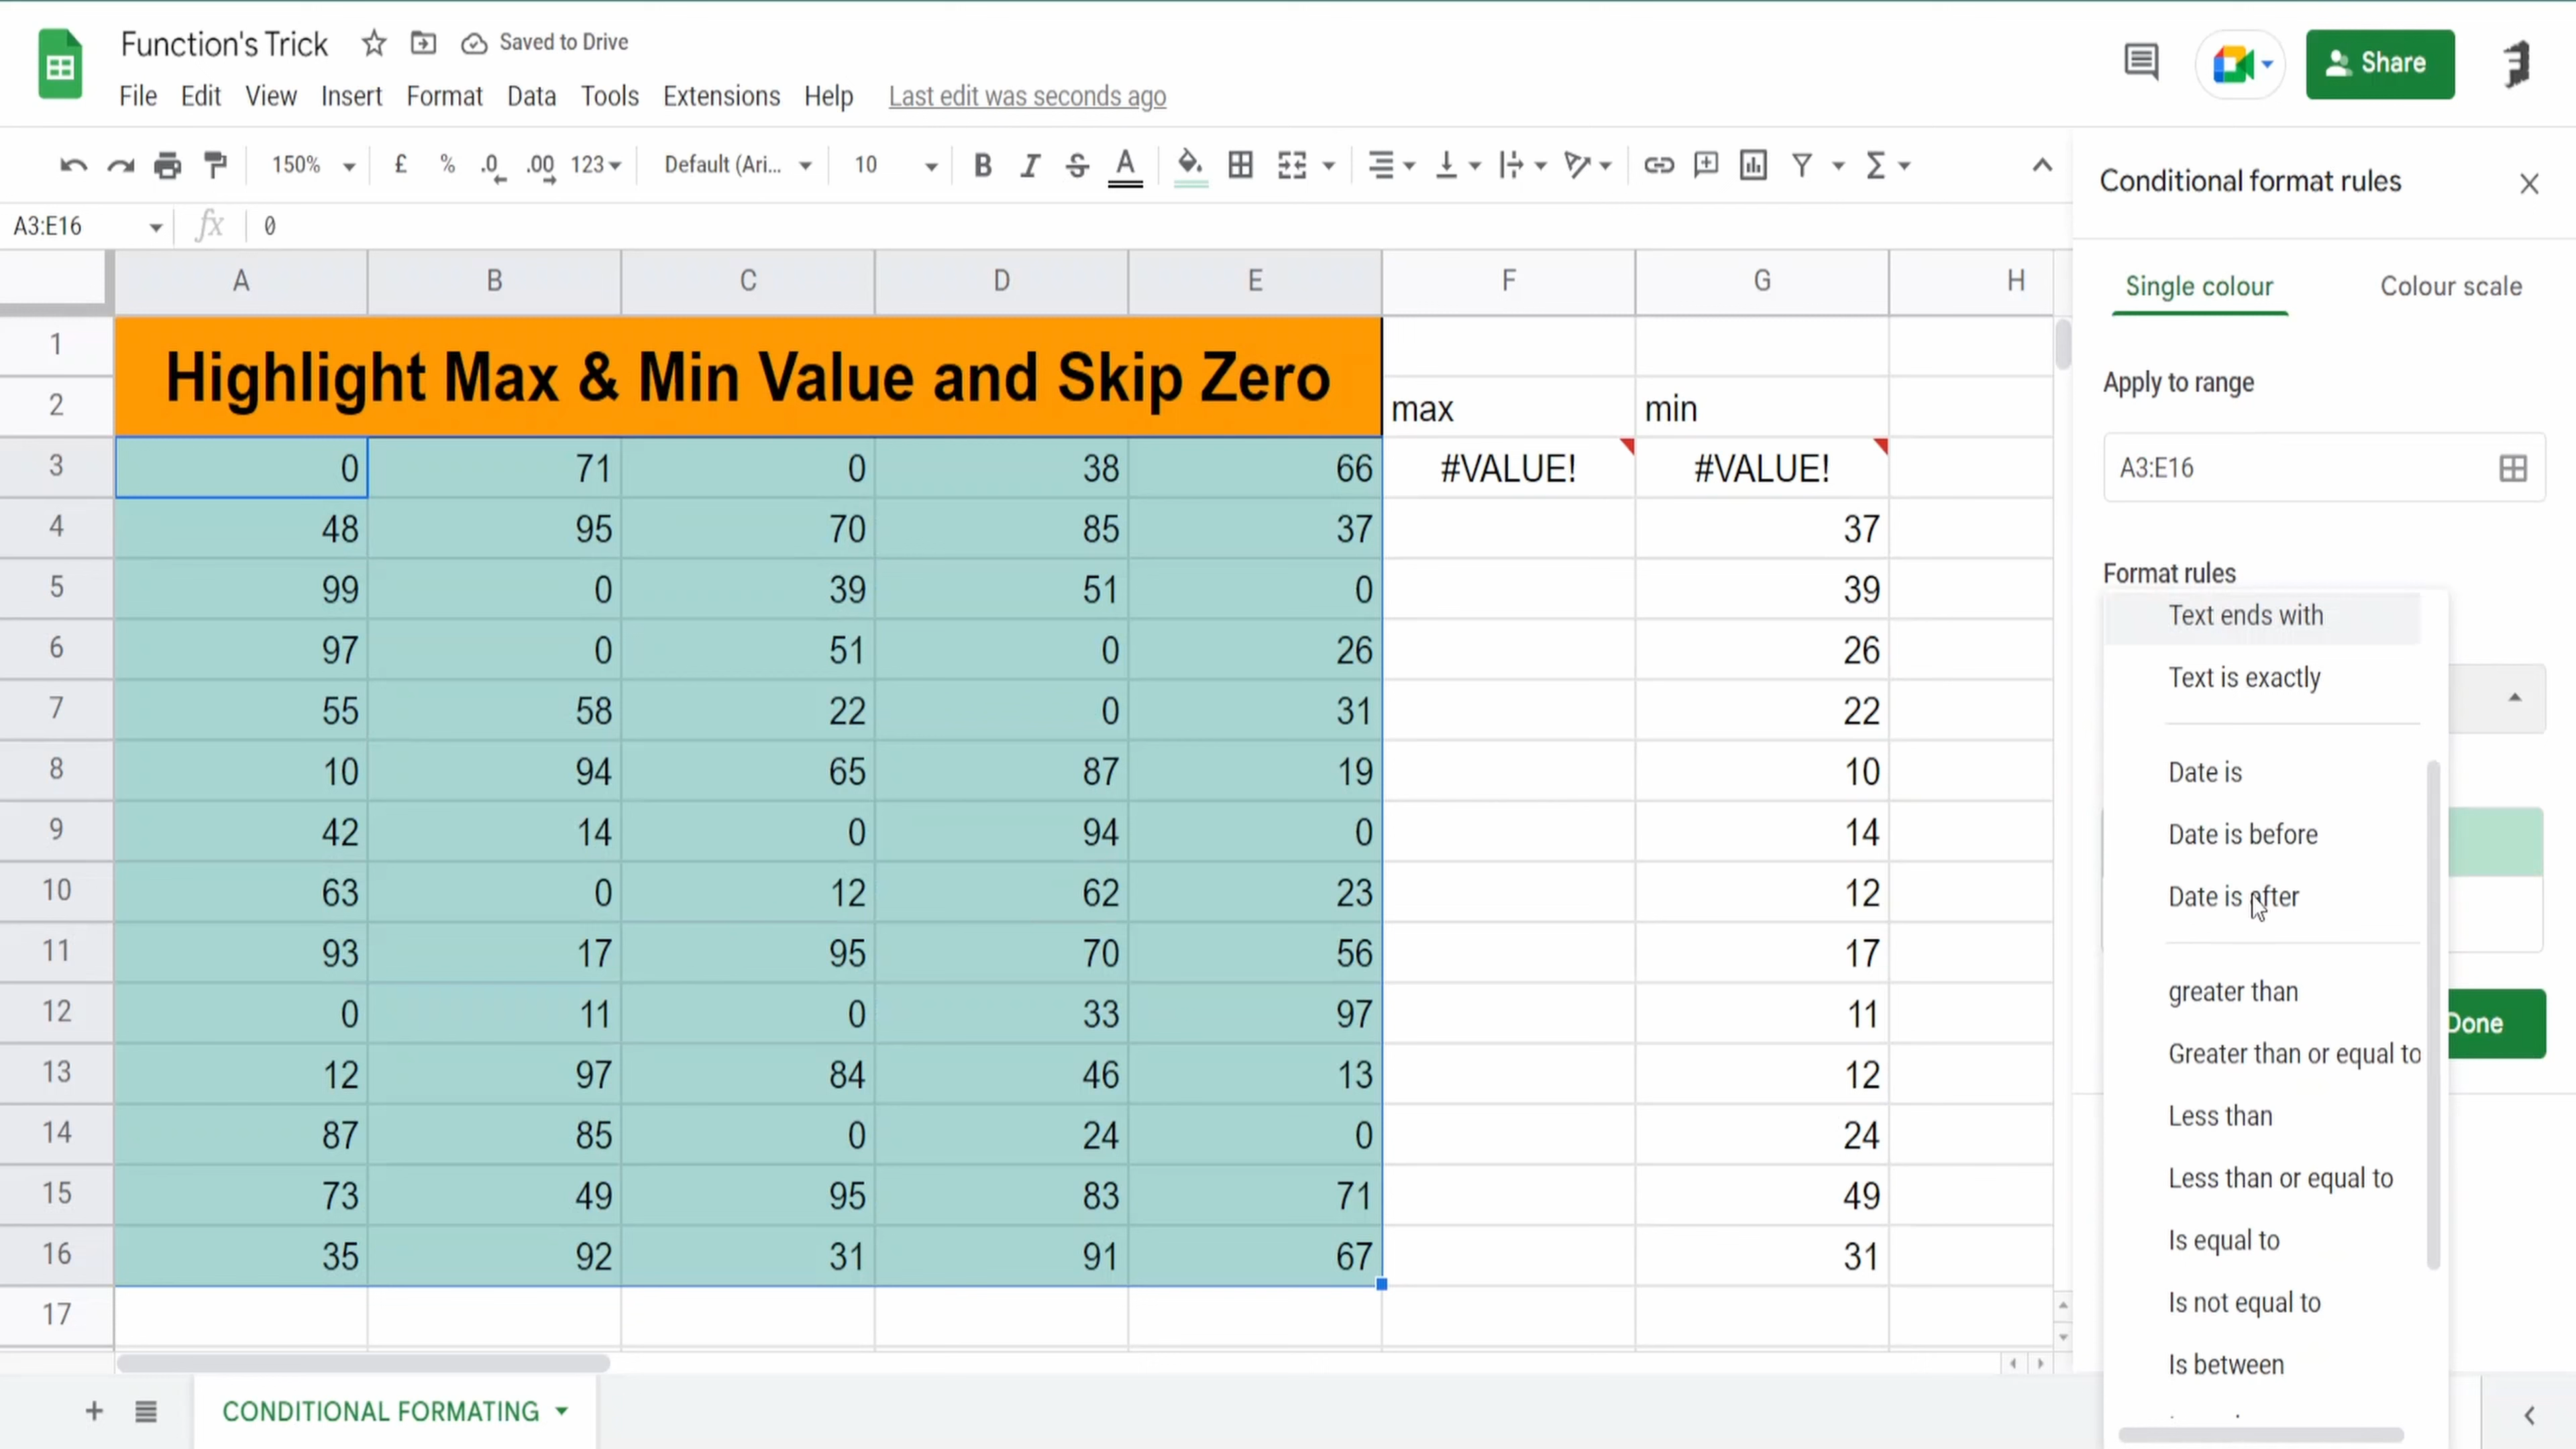 Function's Trick Saved to Drive
File Edit View Insert Format Data Tools Extensions Help Last edit was seconds ago
Share
150% £ % .0 .00 123 Default (Ari... 10 B I S A Σ
A3:E16 fx 0
A B C D E F G H
1
Highlight Max & Min Value and Skip Zero
2 max min
3 0 71 0 38 66 #VALUE! #VALUE!
4 48 95 70 85 37 37
5 99 0 39 51 0 39
6 97 0 51 0 26 26
7 55 58 22 0 31 22
8 10 94 65 87 19 10
9 42 14 0 94 0 14
10 63 0 12 62 23 12
11 93 17 95 70 56 17
12 0 11 0 33 97 11
13 12 97 84 46 13 12
14 87 85 0 24 0 24
15 73 49 95 83 71 49
16 35 92 31 91 67 31
17
+ CONDITIONAL FORMATING
Conditional format rules
Single colour Colour scale
Apply to range
A3:E16
Format rules
Text ends with
Text is exactly
Date is
Date is before
Date is after
greater than
Greater than or equal to
Less than
Less than or equal to
Is equal to
Is not equal to
Is between
Done